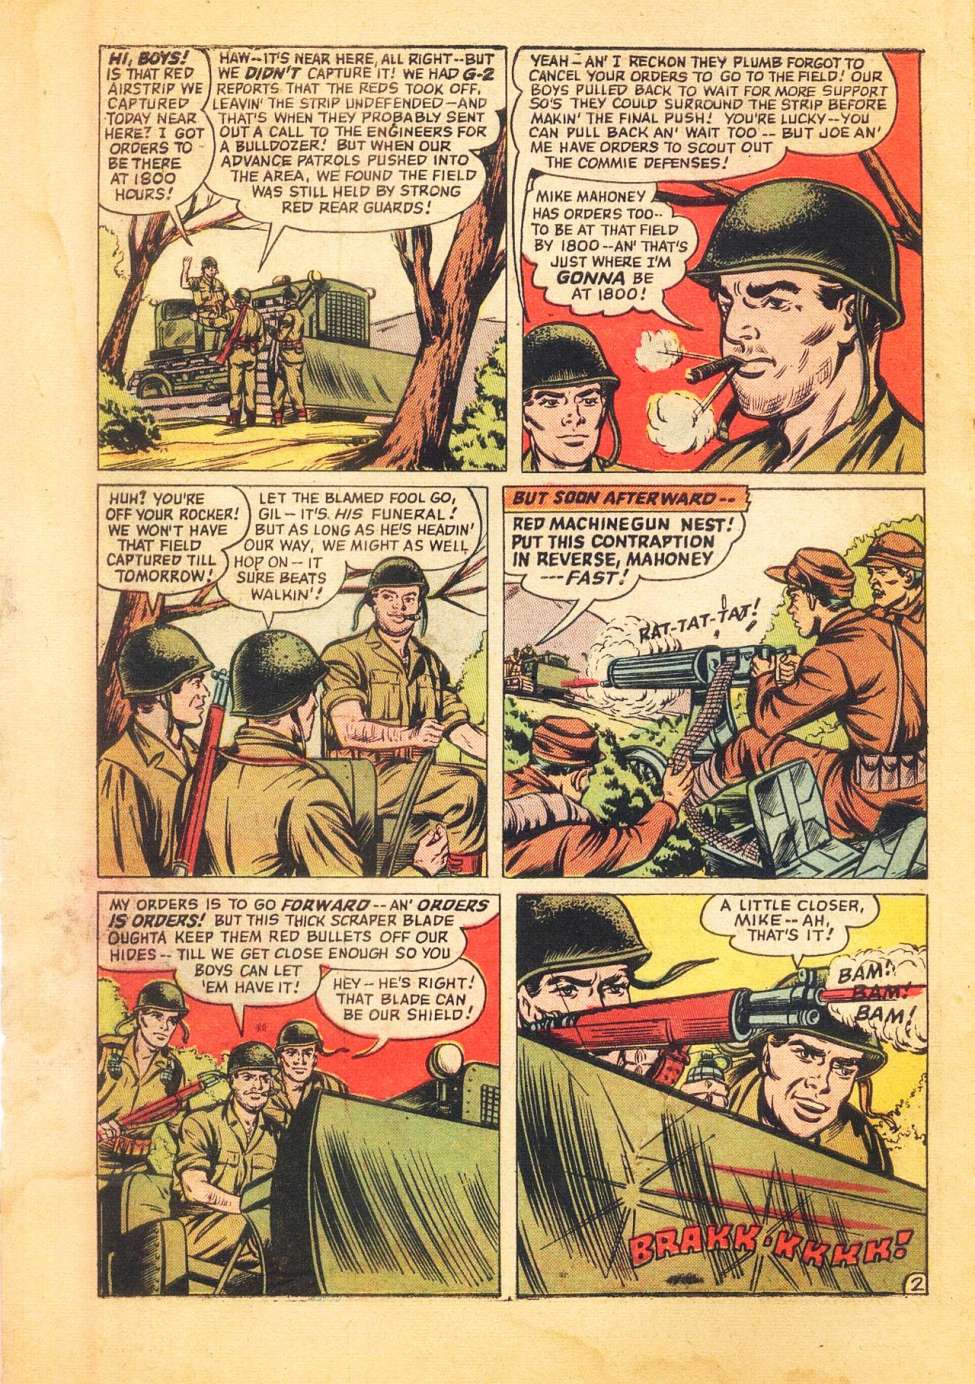 HI, BOYS!
IS THAT RED
AIRSTRIP WE
CAPTURED
TODAY NEAR
HERE? I GOT
ORDERS TO
BE THERE
AT 1800
HOURS!
HAW--IT'S NEAR HERE, ALL RIGHT--BUT
WE DIDN'T CAPTURE IT! WE HAD G-2
REPORTS THAT THE REDS TOOK OFF,
LEAVIN' THE STRIP UNDEFENDED--AND
THAT'S WHEN THEY PROBABLY SENT
OUT A CALL TO THE ENGINEERS FOR
A BULLDOZER! BUT WHEN OUR
ADVANCE PATROLS PUSHED INTO
THE AREA, WE FOUND THE FIELD
WAS STILL HELD BY STRONG
RED REAR GUARDS!
YEAH--AN' I RECKON THEY PLUMB FORGOT TO
CANCEL YOUR ORDERS TO GO TO THE FIELD! OUR
BOYS PULLED BACK TO WAIT FOR MORE SUPPORT
SO'S THEY COULD SURROUND THE STRIP BEFORE
MAKIN' THE FINAL PUSH! YOU'RE LUCKY--YOU
CAN PULL BACK AN' WAIT TOO -- BUT JOE AN'
ME HAVE ORDERS TO SCOUT OUT
THE COMMIE DEFENSES!
MIKE MAHONEY
HAS ORDERS TOO--
TO BE AT THAT FIELD
BY 1800--AN' THAT'S
JUST WHERE I'M
GONNA BE
AT 1800!
HUH? YOU'RE
OFF YOUR ROCKER!
WE WON'T HAVE
THAT FIELD
CAPTURED TILL
TOMORROW!
LET THE BLAMED FOOL GO,
GIL--IT'S HIS FUNERAL!
BUT AS LONG AS HE'S HEADIN'
OUR WAY, WE MIGHT AS WELL
HOP ON--IT
SURE BEATS
WALKIN'!
BUT SOON AFTERWARD--
RED MACHINEGUN NEST!
PUT THIS CONTRAPTION
IN REVERSE, MAHONEY
---FAST!
RAT-TAT-TAT!
MY ORDERS IS TO GO FORWARD--AN' ORDERS
IS ORDERS! BUT THIS THICK SCRAPER BLADE
OUGHTA KEEP THEM RED BULLETS OFF OUR
HIDES--TILL WE GET CLOSE ENOUGH SO YOU
BOYS CAN LET
'EM HAVE IT!
HEY--HE'S RIGHT!
THAT BLADE CAN
BE OUR SHIELD!
A LITTLE CLOSER,
MIKE--AH,
THAT'S IT!
BAM!
BAM!
BAM!
BRAKK-KKKKK!
2